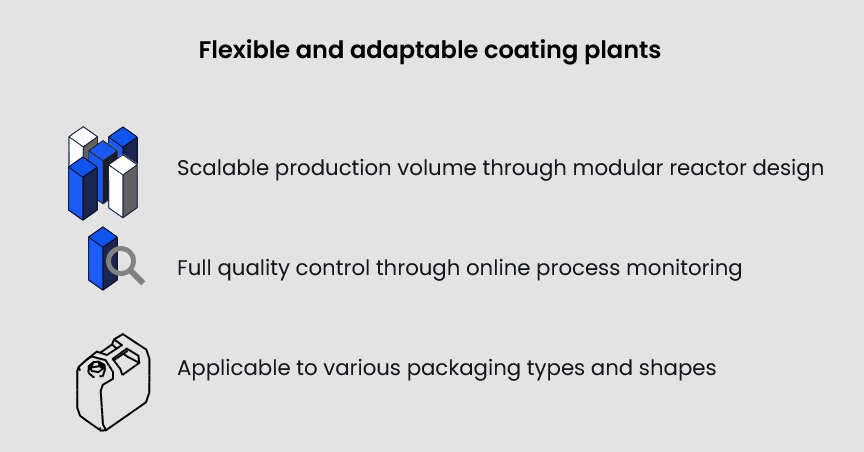 Flexible and adaptable coating plants
Scalable production volume through modular reactor design
Full quality control through online process monitoring
Applicable to various packaging types and shapes